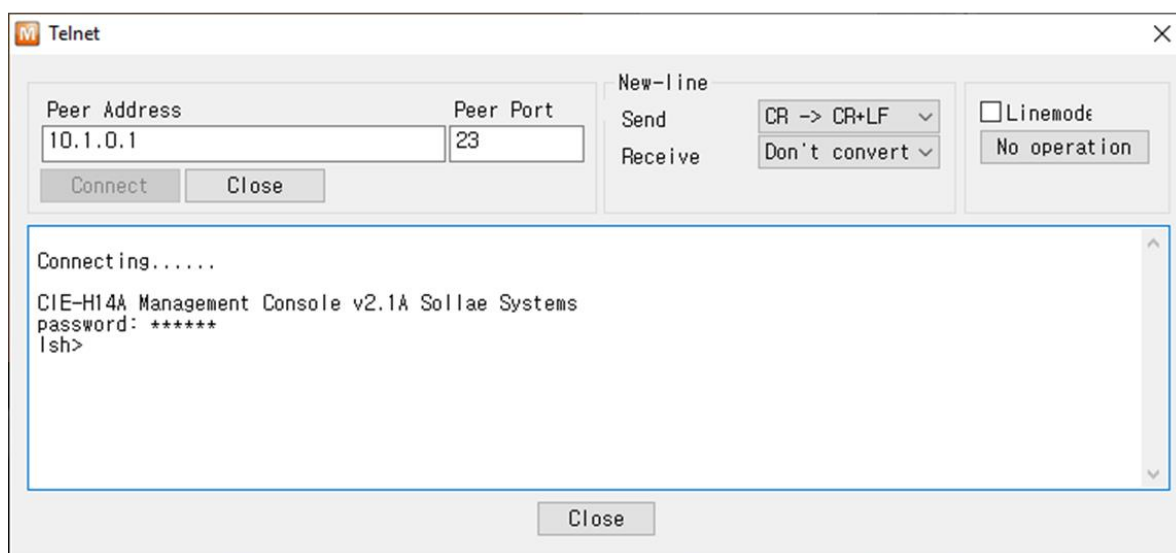 M Telnet
Peer Address
Peer Port
10.1.0.1
23
Connect
Close
New-line
Send
CR -> CR+LF
Receive
Don't convert
Linemode
No operation
Connecting......
CIE-H14A Management Console v2.1A Sollae Systems
password: ******
lsh>
Close